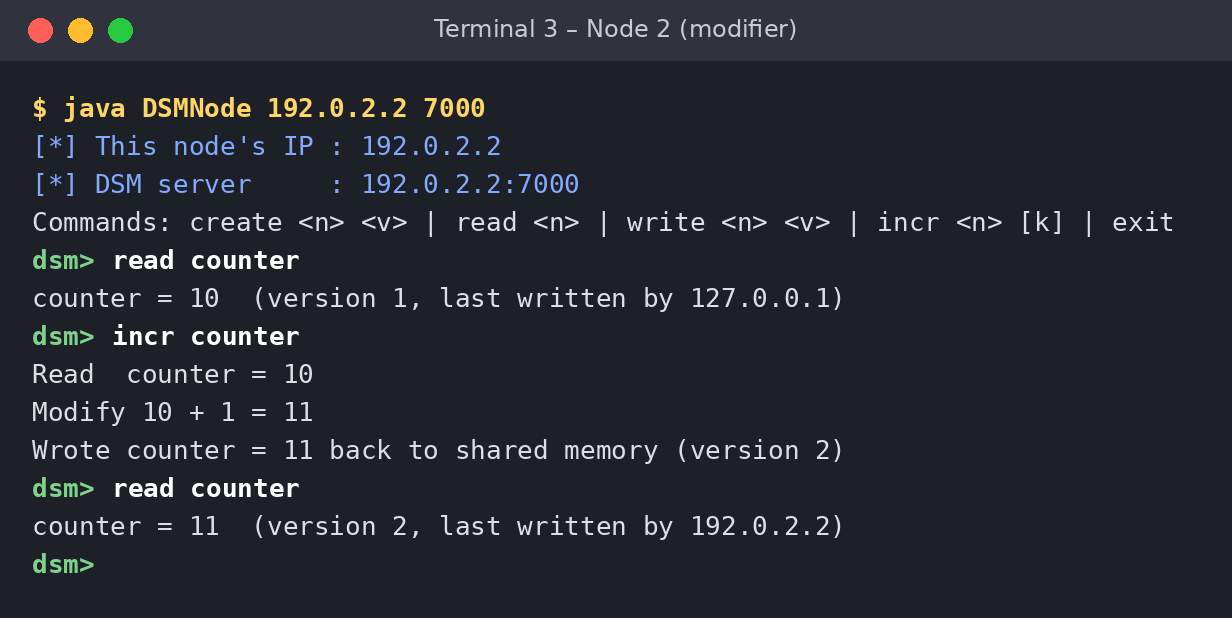 Terminal 3 – Node 2 (modifier)
$ java DSMNode 192.0.2.2 7000
[*] This node's IP : 192.0.2.2
[*] DSM server     : 192.0.2.2:7000
Commands: create <n> <v> | read <n> | write <n> <v> | incr <n> [k] | exit
dsm> read counter
counter = 10  (version 1, last written by 127.0.0.1)
dsm> incr counter
Read  counter = 10
Modify 10 + 1 = 11
Wrote counter = 11 back to shared memory (version 2)
dsm> read counter
counter = 11  (version 2, last written by 192.0.2.2)
dsm>